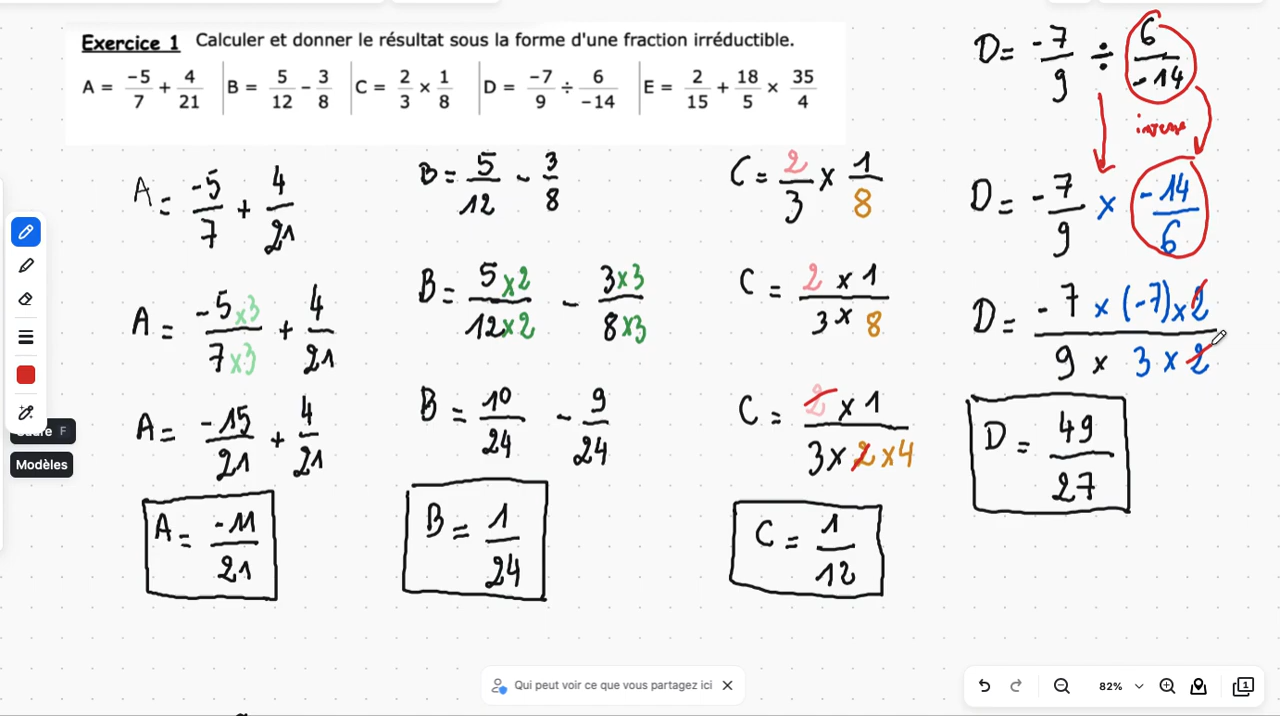 Exercice 1 Calculer et donner le résultat sous la forme d'une fraction irréductible.
A = -5/7 + 4/21 | B = 5/12 - 3/8 | C = 2/3 × 1/8 | D = -7/9 ÷ 6/-14 | E = 2/15 + 18/5 × 35/4
A = -5/7 + 4/21
A = -5×3/7×3 + 4/21
A = -15/21 + 4/21
A = -11/21
B = 5/12 - 3/8
B = 5×2/12×2 - 3×3/8×3
B = 10/24 - 9/24
B = 1/24
C = 2/3 × 1/8
C = 2×1/3×8
C = 2×1/3×2×4
C = 1/12
D = -7/9 ÷ 6/-14
inverse
D = -7/9 × -14/6
D = -7×(-7)×2/9×3×2
D = 49/27
F
Modèles
Qui peut voir ce que vous partagez ici
82%
1